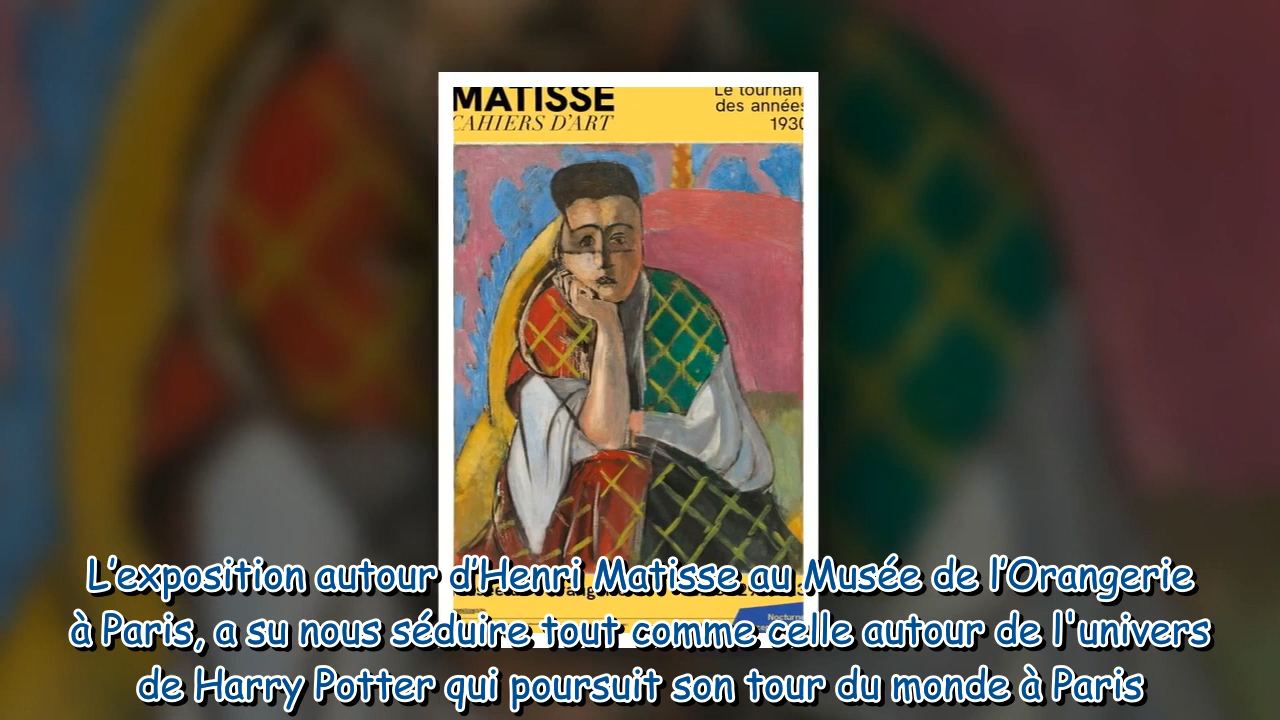 MATISSE
CAHIERS D'ART
Le tournan
des années
1930
L’exposition autour d’Henri Matisse au Musée de l’Orangerie
à Paris, a su nous séduire tout comme celle autour de l'univers
de Harry Potter qui poursuit son tour du monde à Paris
Nocturne